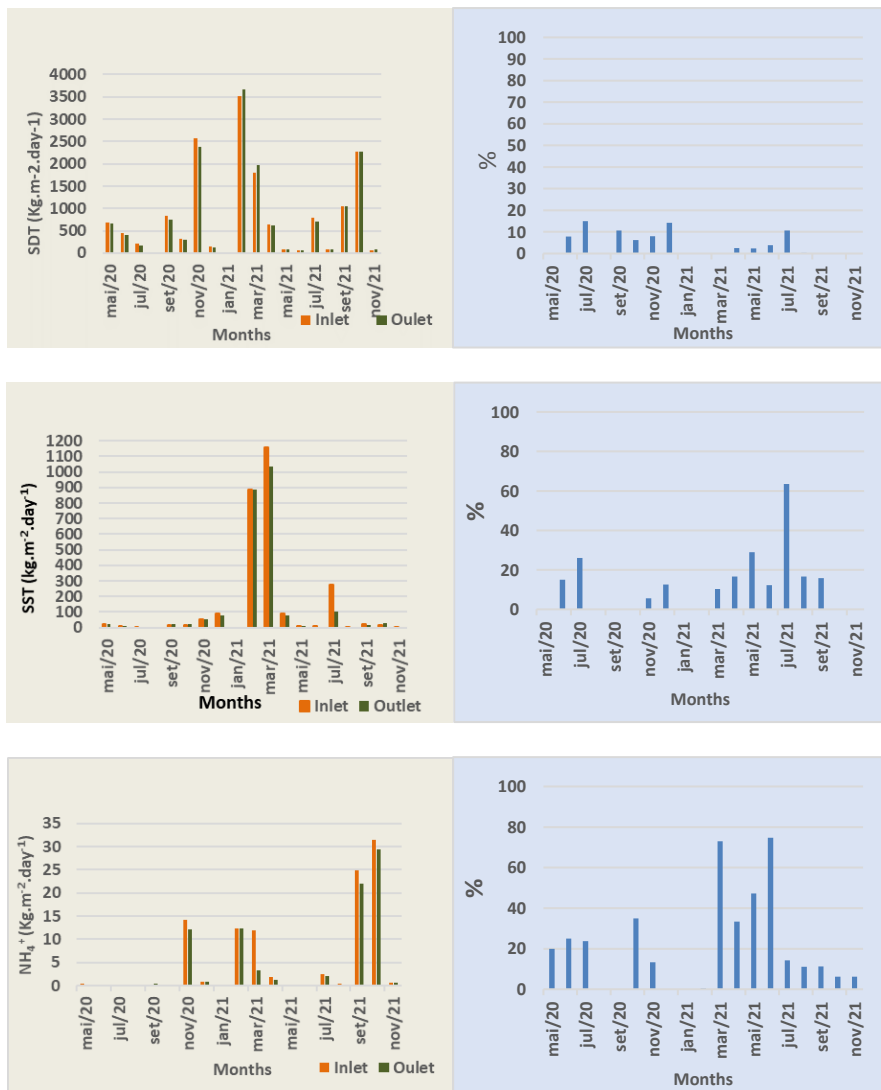 SDT (Kg.m-2.day-1)
4000
3500
3000
2500
2000
1500
1000
500
0
mai/20
jul/20
set/20
nov/20
jan/21
mar/21
mai/21
jul/21
set/21
nov/21
Months
Inlet
Oulet
%
100
90
80
70
60
50
40
30
20
10
0
mai/20
jul/20
set/20
nov/20
jan/21
mar/21
mai/21
jul/21
set/21
nov/21
Months
SST (kg.m-2.day-1)
1200
1100
1000
900
800
700
600
500
400
300
200
100
0
mai/20
jul/20
set/20
nov/20
jan/21
mar/21
mai/21
jul/21
set/21
nov/21
Months
Inlet
Outlet
%
100
80
60
40
20
0
mai/20
jul/20
set/20
nov/20
jan/21
mar/21
mai/21
jul/21
set/21
nov/21
Months
NH4+ (Kg.m-2.day-1)
35
30
25
20
15
10
5
0
mai/20
jul/20
set/20
nov/20
jan/21
mar/21
mai/21
jul/21
set/21
nov/21
Months
Inlet
Oulet
%
100
80
60
40
20
0
mai/20
jul/20
set/20
nov/20
jan/21
mar/21
mai/21
jul/21
set/21
nov/21
Months